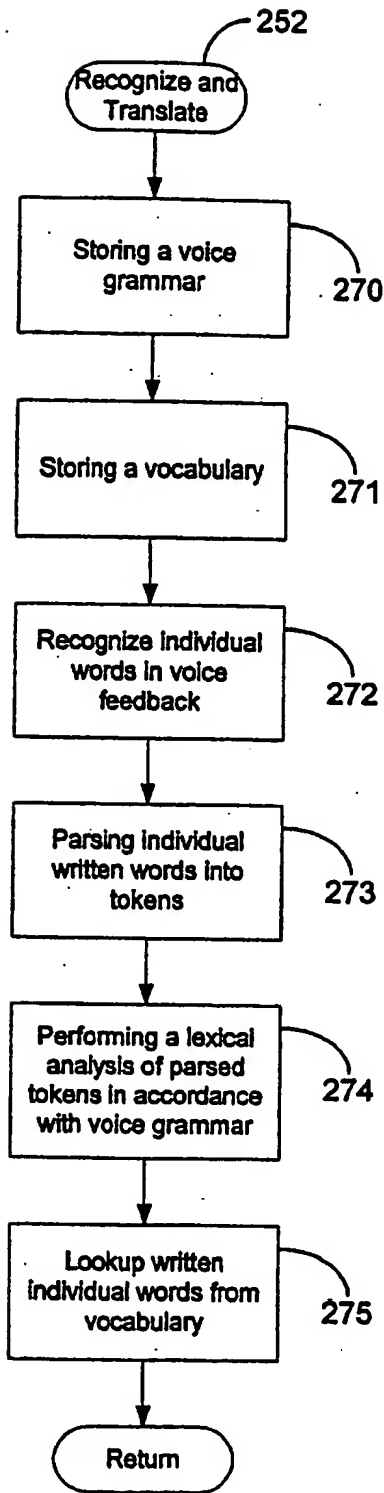 252
Recognize and
Translate
Storing a voice
grammar
270
Storing a vocabulary
271
Recognize individual
words in voice
feedback
272
Parsing individual
written words into
tokens
273
Performing a lexical
analysis of parsed
tokens in accordance
with voice grammar
274
Lookup written
individual words from
vocabulary
275
Return